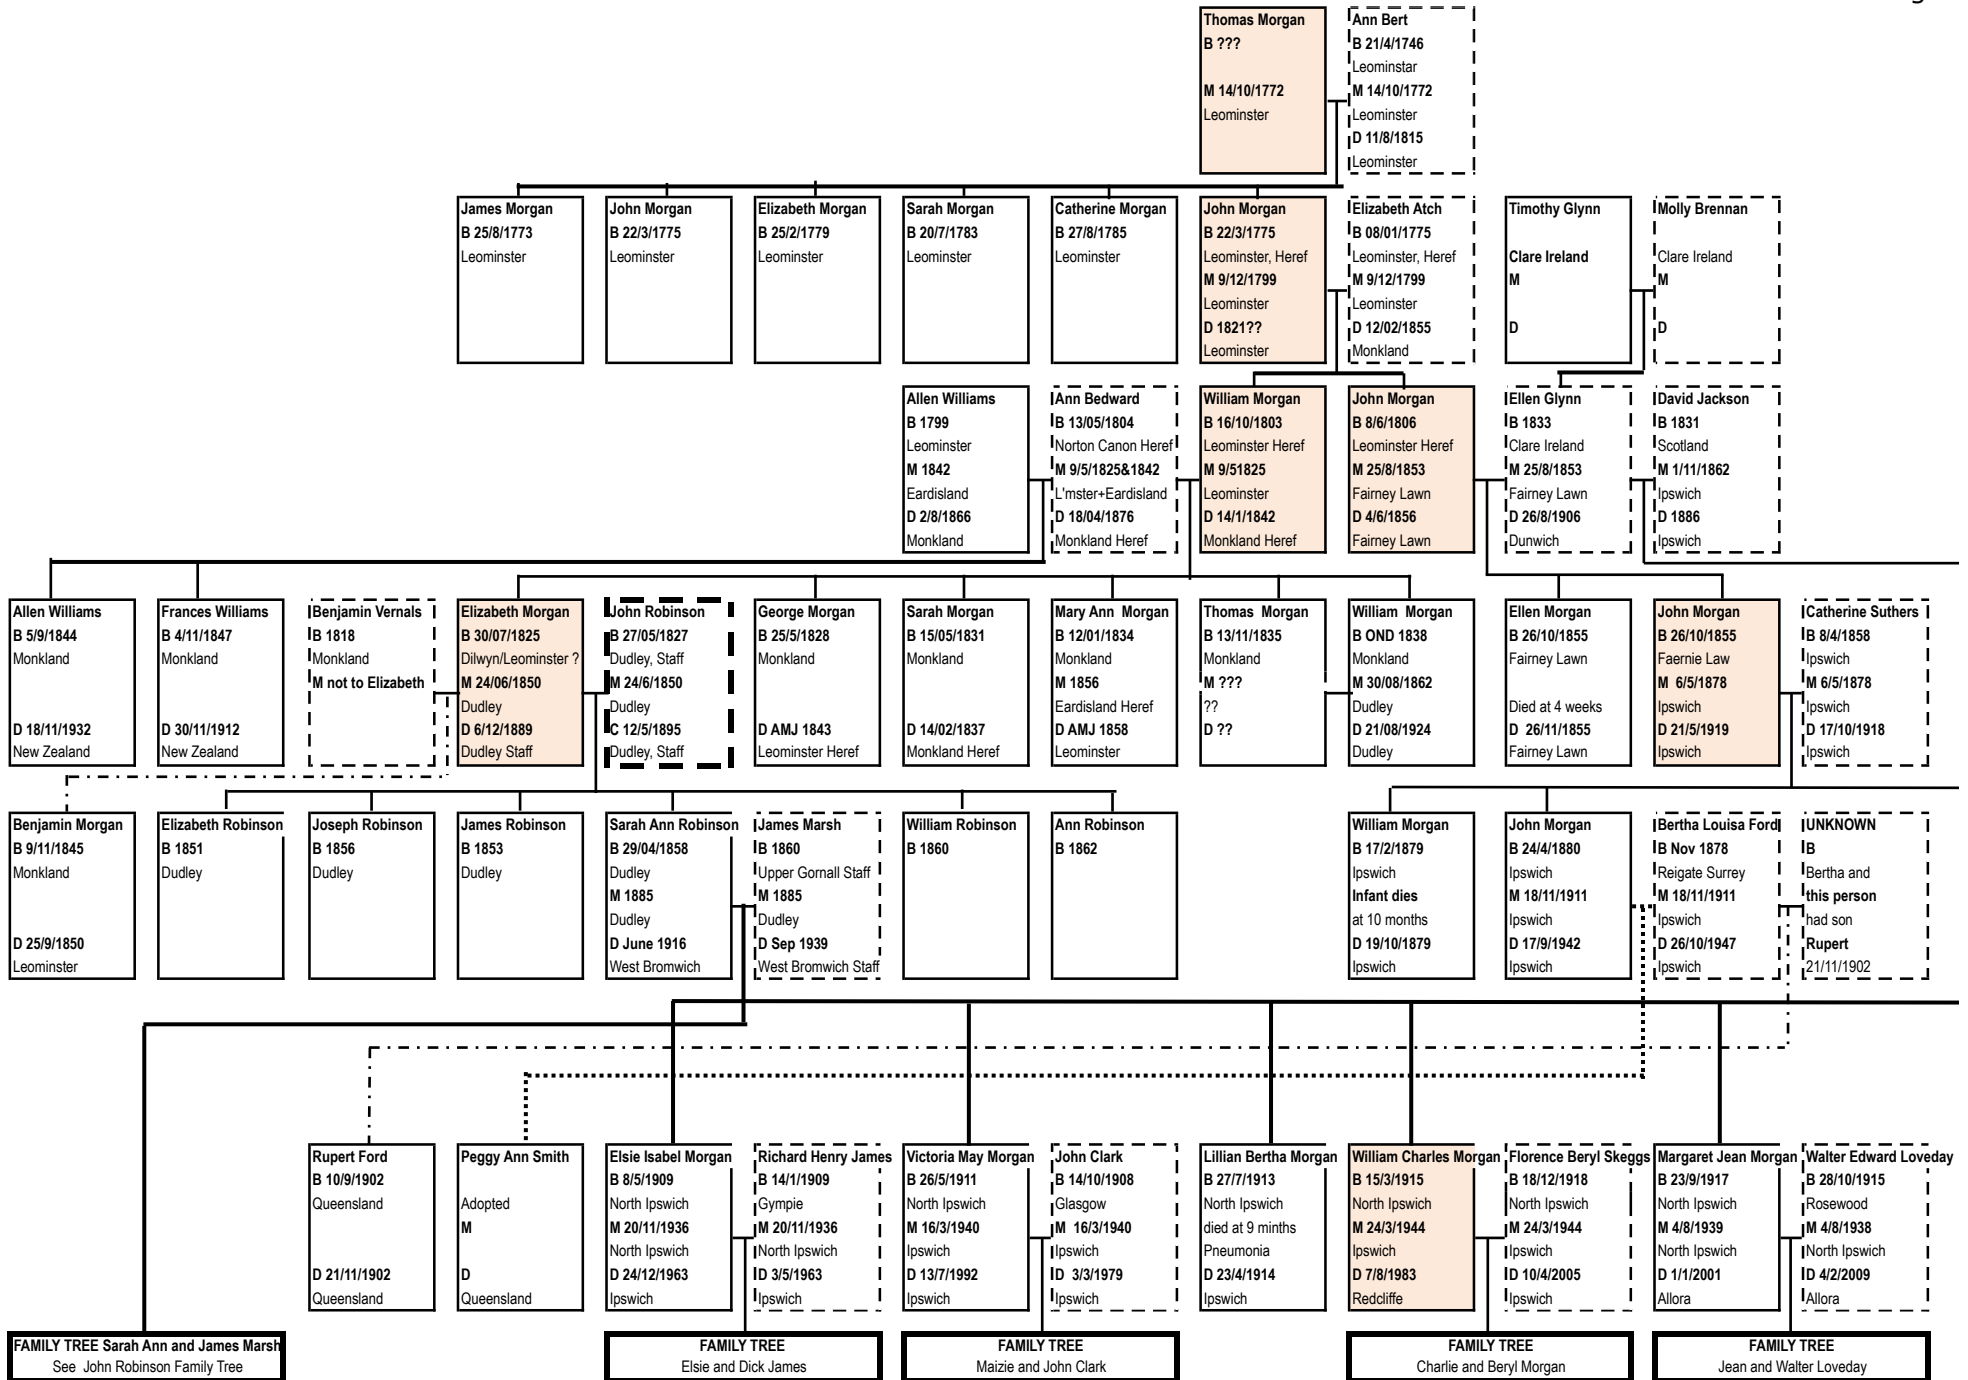 Thomas Morgan
B ???
M 14/10/1772
Leominster
Ann Bert
B 21/4/1746
Leominstar
M 14/10/1772
Leominster
D 11/8/1815
Leominster
James Morgan
B 25/8/1773
Leominster
John Morgan
B 22/3/1775
Leominster
Elizabeth Morgan
B 25/2/1779
Leominster
Sarah Morgan
B 20/7/1783
Leominster
Catherine Morgan
B 27/8/1785
Leominster
John Morgan
B 22/3/1775
Leominster, Heref
M 9/12/1799
Leominster
D 1821??
Leominster
Elizabeth Atch
B 08/01/1775
Leominster, Heref
M 9/12/1799
Leominster
D 12/02/1855
Monkland
Timothy Glynn
Clare Ireland
M
D
Molly Brennan
Clare Ireland
M
D
Allen Williams
B 1799
Leominster
M 1842
Eardisland
D 2/8/1866
Monkland
Ann Bedward
B 13/05/1804
Norton Canon Heref
M 9/5/1825&1842
L'mster+Eardisland
D 18/04/1876
Monkland Heref
William Morgan
B 16/10/1803
Leominster Heref
M 9/51825
Leominster
D 14/1/1842
Monkland Heref
John Morgan
B 8/6/1806
Leominster Heref
M 25/8/1853
Fairney Lawn
D 4/6/1856
Fairney Lawn
Ellen Glynn
B 1833
Clare Ireland
M 25/8/1853
Fairney Lawn
D 26/8/1906
Dunwich
David Jackson
B 1831
Scotland
M 1/11/1862
Ipswich
D 1886
Ipswich
Allen Williams
B 5/9/1844
Monkland
D 18/11/1932
New Zealand
Frances Williams
B 4/11/1847
Monkland
D 30/11/1912
New Zealand
Benjamin Vernals
B 1818
Monkland
M not to Elizabeth
Elizabeth Morgan
B 30/07/1825
Dilwyn/Leominster ?
M 24/06/1850
Dudley
D 6/12/1889
Dudley Staff
John Robinson
B 27/05/1827
Dudley, Staff
M 24/6/1850
Dudley
C 12/5/1895
Dudley, Staff
George Morgan
B 25/5/1828
Monkland
D AMJ 1843
Leominster Heref
Sarah Morgan
B 15/05/1831
Monkland
D 14/02/1837
Monkland Heref
Mary Ann Morgan
B 12/01/1834
Monkland
M 1856
Eardisland Heref
D AMJ 1858
Leominster
Thomas Morgan
B 13/11/1835
Monkland
M ???
??
D ??
William Morgan
B OND 1838
Monkland
M 30/08/1862
Dudley
D 21/08/1924
Dudley
Ellen Morgan
B 26/10/1855
Fairney Lawn
Died at 4 weeks
D 26/11/1855
Fairney Lawn
John Morgan
B 26/10/1855
Faernie Law
M 6/5/1878
Ipswich
D 21/5/1919
Ipswich
Catherine Suthers
B 8/4/1858
Ipswich
M 6/5/1878
Ipswich
D 17/10/1918
Ipswich
Benjamin Morgan
B 9/11/1845
Monkland
D 25/9/1850
Leominster
Elizabeth Robinson
B 1851
Dudley
Joseph Robinson
B 1856
Dudley
James Robinson
B 1853
Dudley
Sarah Ann Robinson
B 29/04/1858
Dudley
M 1885
Dudley
D June 1916
West Bromwich
James Marsh
B 1860
Upper Gornall Staff
M 1885
Dudley
D Sep 1939
West Bromwich Staff
William Robinson
B 1860
Ann Robinson
B 1862
William Morgan
B 17/2/1879
Ipswich
Infant dies
at 10 months
D 19/10/1879
Ipswich
John Morgan
B 24/4/1880
Ipswich
M 18/11/1911
Ipswich
D 17/9/1942
Ipswich
Bertha Louisa Ford
B Nov 1878
Reigate Surrey
M 18/11/1911
Ipswich
D 26/10/1947
Ipswich
UNKNOWN
B
Bertha and
this person
had son
Rupert
21/11/1902
Rupert Ford
B 10/9/1902
Queensland
D 21/11/1902
Queensland
Peggy Ann Smith
Adopted
M
D
Queensland
Elsie Isabel Morgan
B 8/5/1909
North Ipswich
M 20/11/1936
North Ipswich
D 24/12/1963
Ipswich
Richard Henry James
B 14/1/1909
Gympie
M 20/11/1936
North Ipswich
D 3/5/1963
Ipswich
Victoria May Morgan
B 26/5/1911
North Ipswich
M 16/3/1940
Ipswich
D 13/7/1992
Ipswich
John Clark
B 14/10/1908
Glasgow
M 16/3/1940
Ipswich
D 3/3/1979
Ipswich
Lillian Bertha Morgan
B 27/7/1913
North Ipswich
died at 9 minths
Pneumonia
D 23/4/1914
Ipswich
William Charles Morgan
B 15/3/1915
North Ipswich
M 24/3/1944
Ipswich
D 7/8/1983
Redcliffe
Florence Beryl Skeggs
B 18/12/1918
North Ipswich
M 24/3/1944
Ipswich
D 10/4/2005
Ipswich
Margaret Jean Morgan
B 23/9/1917
North Ipswich
M 4/8/1939
North Ipswich
D 1/1/2001
Allora
Walter Edward Loveday
B 28/10/1915
Rosewood
M 4/8/1938
North Ipswich
D 4/2/2009
Allora
FAMILY TREE Sarah Ann and James Marsh
See John Robinson Family Tree
FAMILY TREE
Elsie and Dick James
FAMILY TREE
Maizie and John Clark
FAMILY TREE
Charlie and Beryl Morgan
FAMILY TREE
Jean and Walter Loveday